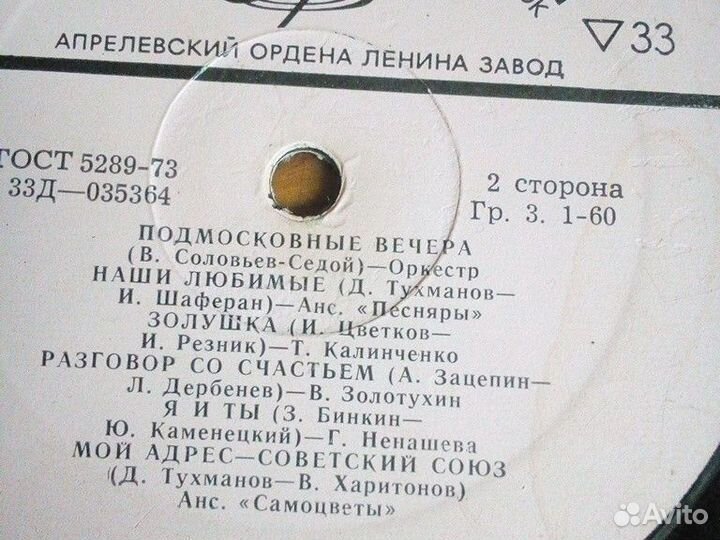 ▽33
АПРЕЛЕВСКИЙ ОРДЕНА ЛЕНИНА ЗАВОД
ГОСТ 5289-73
33Д—035364
2 сторона
Гр. 3. 1-60
ПОДМОСКОВНЫЕ ВЕЧЕРА
(В. Соловьев-Седой)—Оркестр
НАШИ ЛЮБИМЫЕ (Д. Тухманов—
И. Шаферан)—Анс. «Песняры»
ЗОЛУШКА (И. Цветков—
И. Резник)—Т. Калинченко
РАЗГОВОР СО СЧАСТЬЕМ (А. Зацепин—
Л. Дербенев)—В. Золотухин
Я И ТЫ (З. Бинкин—
Ю. Каменецкий)—Г. Ненашева
МОЙ АДРЕС—СОВЕТСКИЙ СОЮЗ
(Д. Тухманов—В. Харитонов)
Анс. «Самоцветы»
Avito